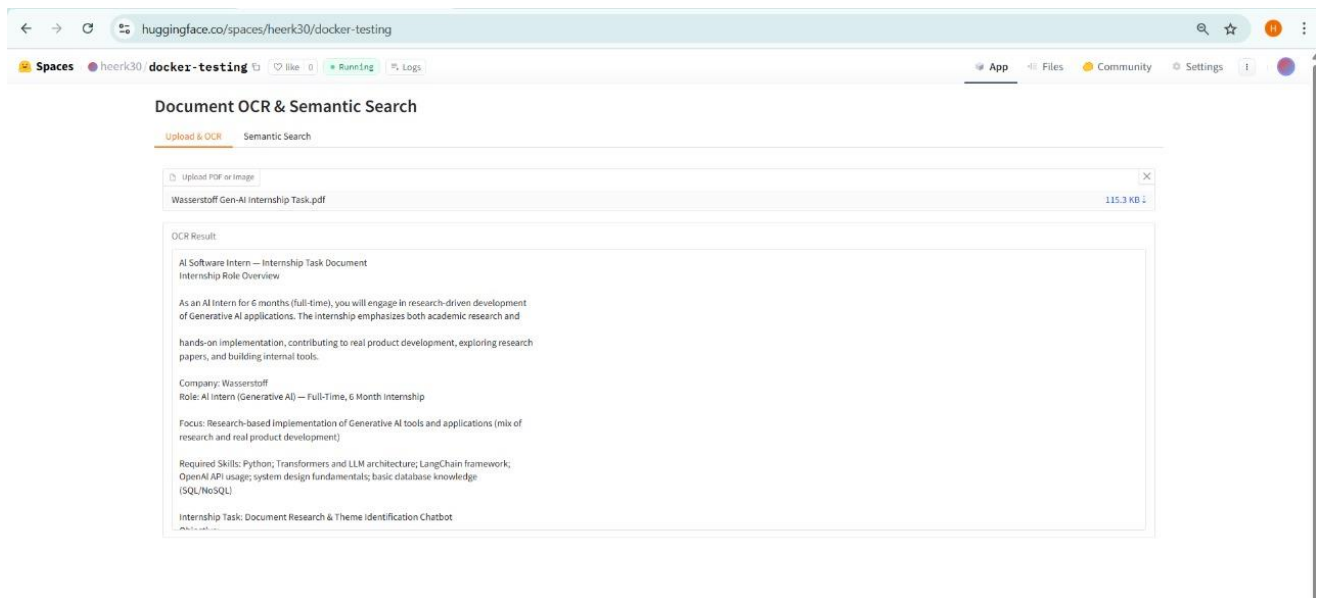 huggingface.co/spaces/heerk30/docker-testing
H
Spaces heerk30/docker-testing like 0 Running Logs App Files Community Settings
Document OCR & Semantic Search
Upload & OCR Semantic Search
Upload PDF or Image
Wasserstoff Gen-AI Internship Task.pdf 115.3 KB ↓
OCR Result
AI Software Intern — Internship Task Document
Internship Role Overview
As an AI Intern for 6 months (full-time), you will engage in research-driven development
of Generative AI applications. The internship emphasizes both academic research and
hands-on implementation, contributing to real product development, exploring research
papers, and building internal tools.
Company: Wasserstoff
Role: AI Intern (Generative AI) — Full-Time, 6 Month Internship
Focus: Research-based implementation of Generative AI tools and applications (mix of
research and real product development)
Required Skills: Python; Transformers and LLM architecture; LangChain framework;
OpenAI API usage; system design fundamentals; basic database knowledge
(SQL/NoSQL)
Internship Task: Document Research & Theme Identification Chatbot